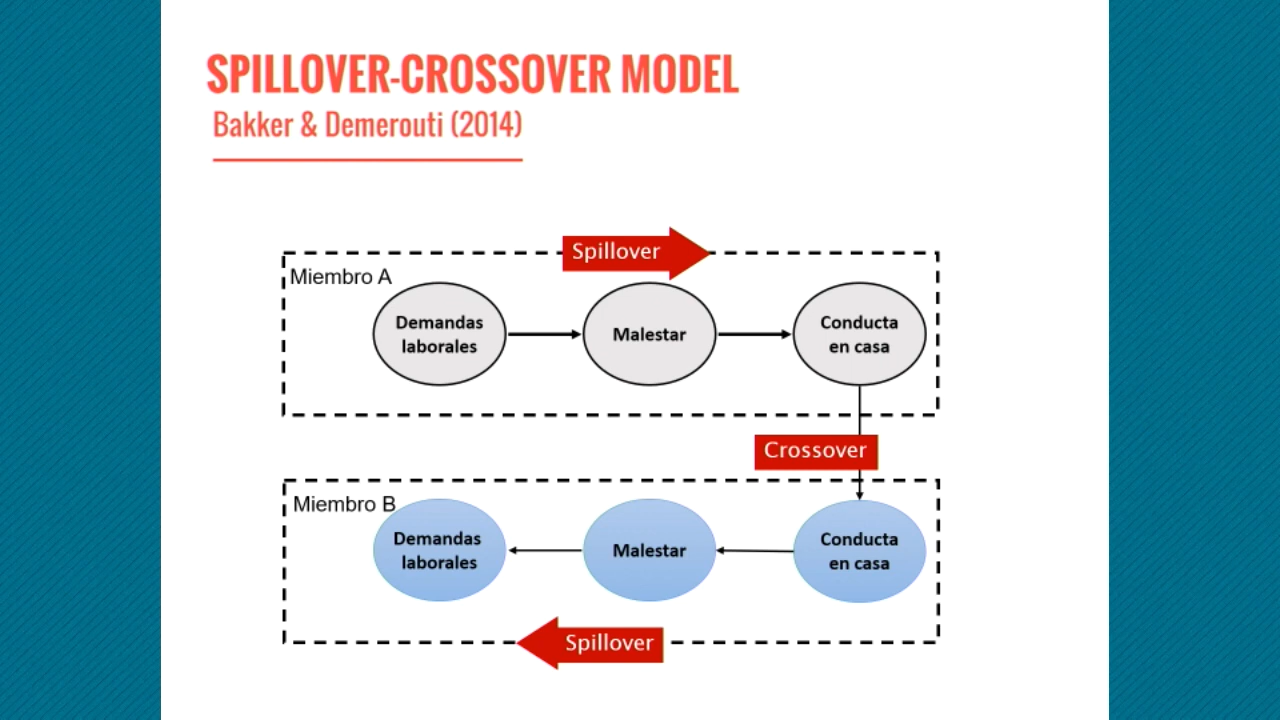 SPILLOVER-CROSSOVER MODEL
Bakker & Demerouti (2014)
Spillover
Miembro A
Demandas
laborales
Malestar
Conducta
en casa
Crossover
Miembro B
Demandas
laborales
Malestar
Conducta
en casa
Spillover